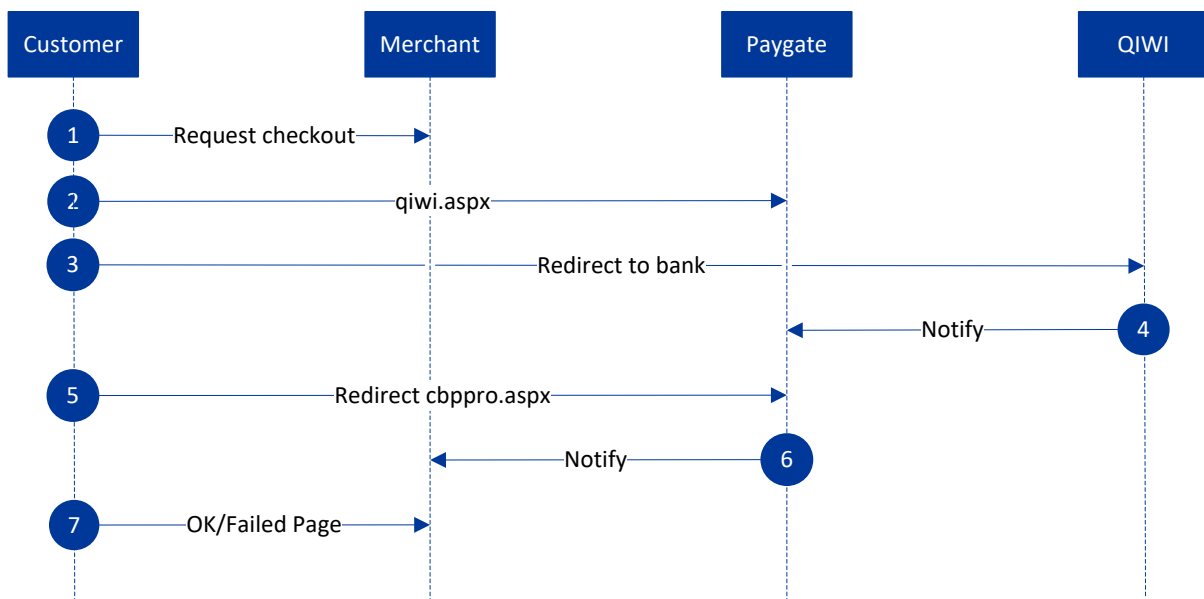 Customer
Merchant
Paygate
QIWI
1
Request checkout
2
qiwi.aspx
3
Redirect to bank
Notify
4
5
Redirect cbppro.aspx
Notify
6
7
OK/Failed Page